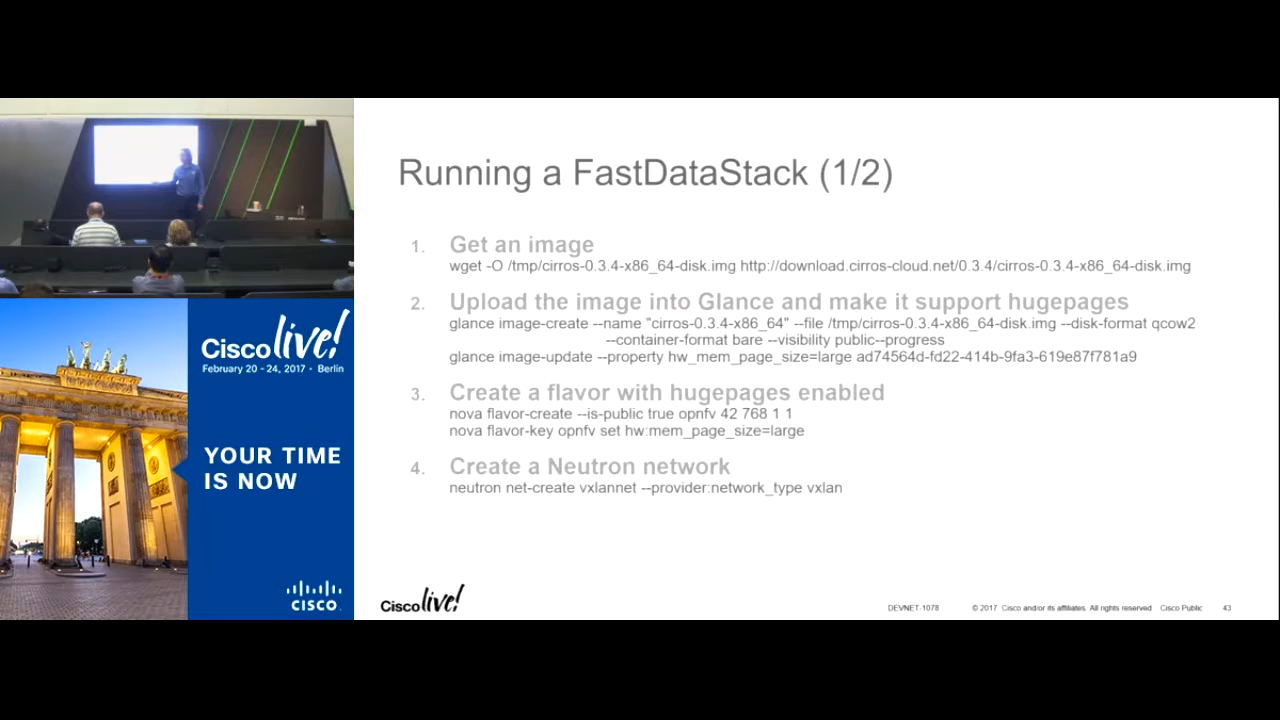 Running a FastDataStack (1/2)
1. Get an image
wget -O /tmp/cirros-0.3.4-x86_64-disk.img http://download.cirros-cloud.net/0.3.4/cirros-0.3.4-x86_64-disk.img
2. Upload the image into Glance and make it support hugepages
glance image-create --name "cirros-0.3.4-x86_64" --file /tmp/cirros-0.3.4-x86_64-disk.img --disk-format qcow2
--container-format bare --visibility public--progress
glance image-update --property hw_mem_page_size=large ad74564d-fd22-414b-9fa3-619e87f781a9
3. Create a flavor with hugepages enabled
nova flavor-create --is-public true opnfv 42 768 1 1
nova flavor-key opnfv set hw:mem_page_size=large
4. Create a Neutron network
neutron net-create vxlannet --provider:network_type vxlan
Cisco live!
February 20 - 24, 2017 · Berlin
YOUR TIME
IS NOW
CISCO
Cisco live!
DEVNET-1078 © 2017 Cisco and/or its affiliates. All rights reserved Cisco Public 43